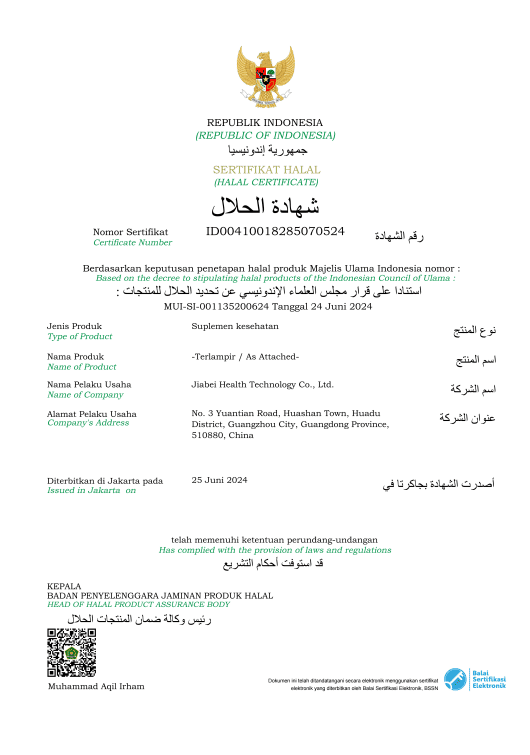 REPUBLIK INDONESIA
(REPUBLIC OF INDONESIA)
جمهورية إندونيسيا
SERTIFIKAT HALAL
(HALAL CERTIFICATE)
شهادة الحلال
Nomor Sertifikat
Certificate Number
ID00410018285070524
رقم الشهادة
Berdasarkan keputusan penetapan halal produk Majelis Ulama Indonesia nomor :
Based on the decree to stipulating halal products of the Indonesian Council of Ulama :
استنادا على قرار مجلس العلماء الإندونيسي عن تحديد الحلال للمنتجات :
MUI-SI-001135200624 Tanggal 24 Juni 2024
Jenis Produk
Type of Product
Suplemen kesehatan
نوع المنتج
Nama Produk
Name of Product
-Terlampir / As Attached-
اسم المنتج
Nama Pelaku Usaha
Name of Company
Jiabei Health Technology Co., Ltd.
اسم الشركة
Alamat Pelaku Usaha
Company's Address
No. 3 Yuantian Road, Huashan Town, Huadu
District, Guangzhou City, Guangdong Province,
510880, China
عنوان الشركة
Diterbitkan di Jakarta pada
Issued in Jakarta on
25 Juni 2024
أصدرت الشهادة بجاكرتا في
telah memenuhi ketentuan perundang-undangan
Has complied with the provision of laws and regulations
قد استوفت أحكام التشريع
KEPALA
BADAN PENYELENGGARA JAMINAN PRODUK HALAL
HEAD OF HALAL PRODUCT ASSURANCE BODY
رئيس وكالة ضمان المنتجات الحلال
Muhammad Aqil Irham
Dokumen ini telah ditandatangani secara elektronik menggunakan sertifikat
elektronik yang diterbitkan oleh Balai Sertifikasi Elektronik, BSSN
Balai
Sertifikasi
Elektronik